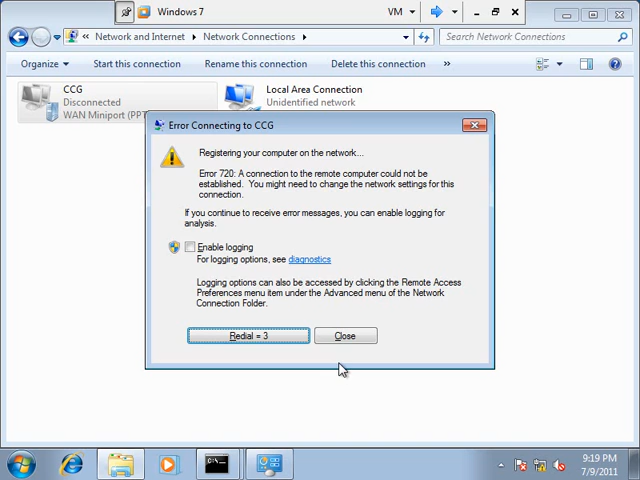 Windows 7
VM
Network and Internet
Network Connections
Search Network Connections
Organize
Start this connection
Rename this connection
Delete this connection
»
CCG
Disconnected
WAN Miniport (PPT
Local Area Connection
Unidentified network
Error Connecting to CCG
Registering your computer on the network...
Error 720: A connection to the remote computer could not be
established. You might need to change the network settings for this
connection.
If you continue to receive error messages, you can enable logging for
analysis.
Enable logging
For logging options, see diagnostics
Logging options can also be accessed by clicking the Remote Access
Preferences menu item under the Advanced menu of the Network
Connection Folder.
Redial = 3
Close
C:\.
9:19 PM
7/9/2011